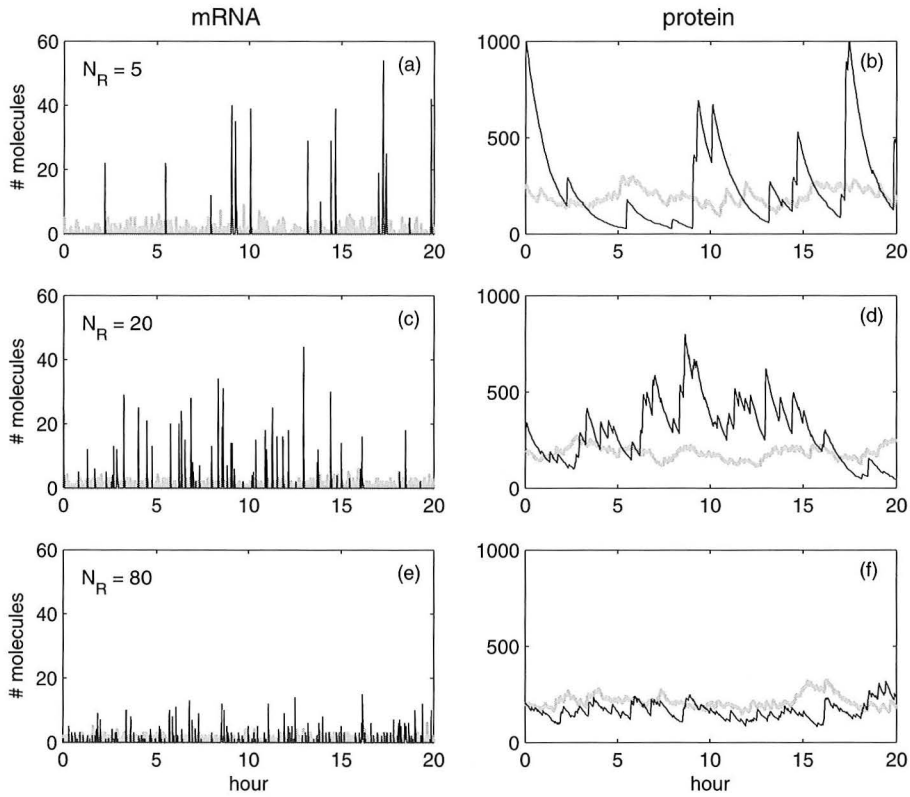 mRNA
protein
60
40
20
0
# molecules
N_R = 5
(a)
0 5 10 15 20
1000
500
0
(b)
0 5 10 15 20
60
40
20
0
# molecules
N_R = 20
(c)
0 5 10 15 20
1000
500
0
(d)
0 5 10 15 20
60
40
20
0
# molecules
N_R = 80
(e)
0 5 10 15 20
hour
1000
500
0
(f)
0 5 10 15 20
hour